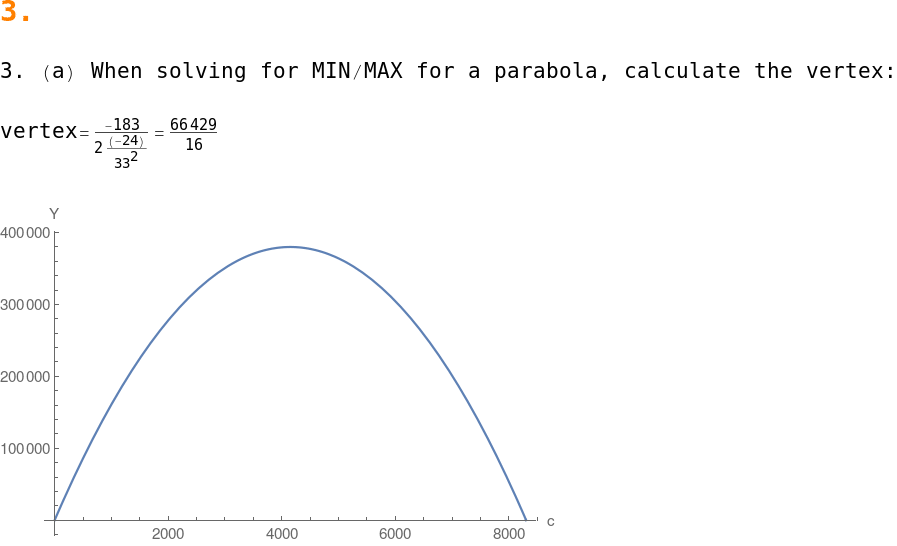 3.
3. (a) When solving for MIN/MAX for a parabola, calculate the vertex:
vertex= -183 / (2 (-24)/33^2) = 66429/16
Y
400000
300000
200000
100000
2000 4000 6000 8000 c